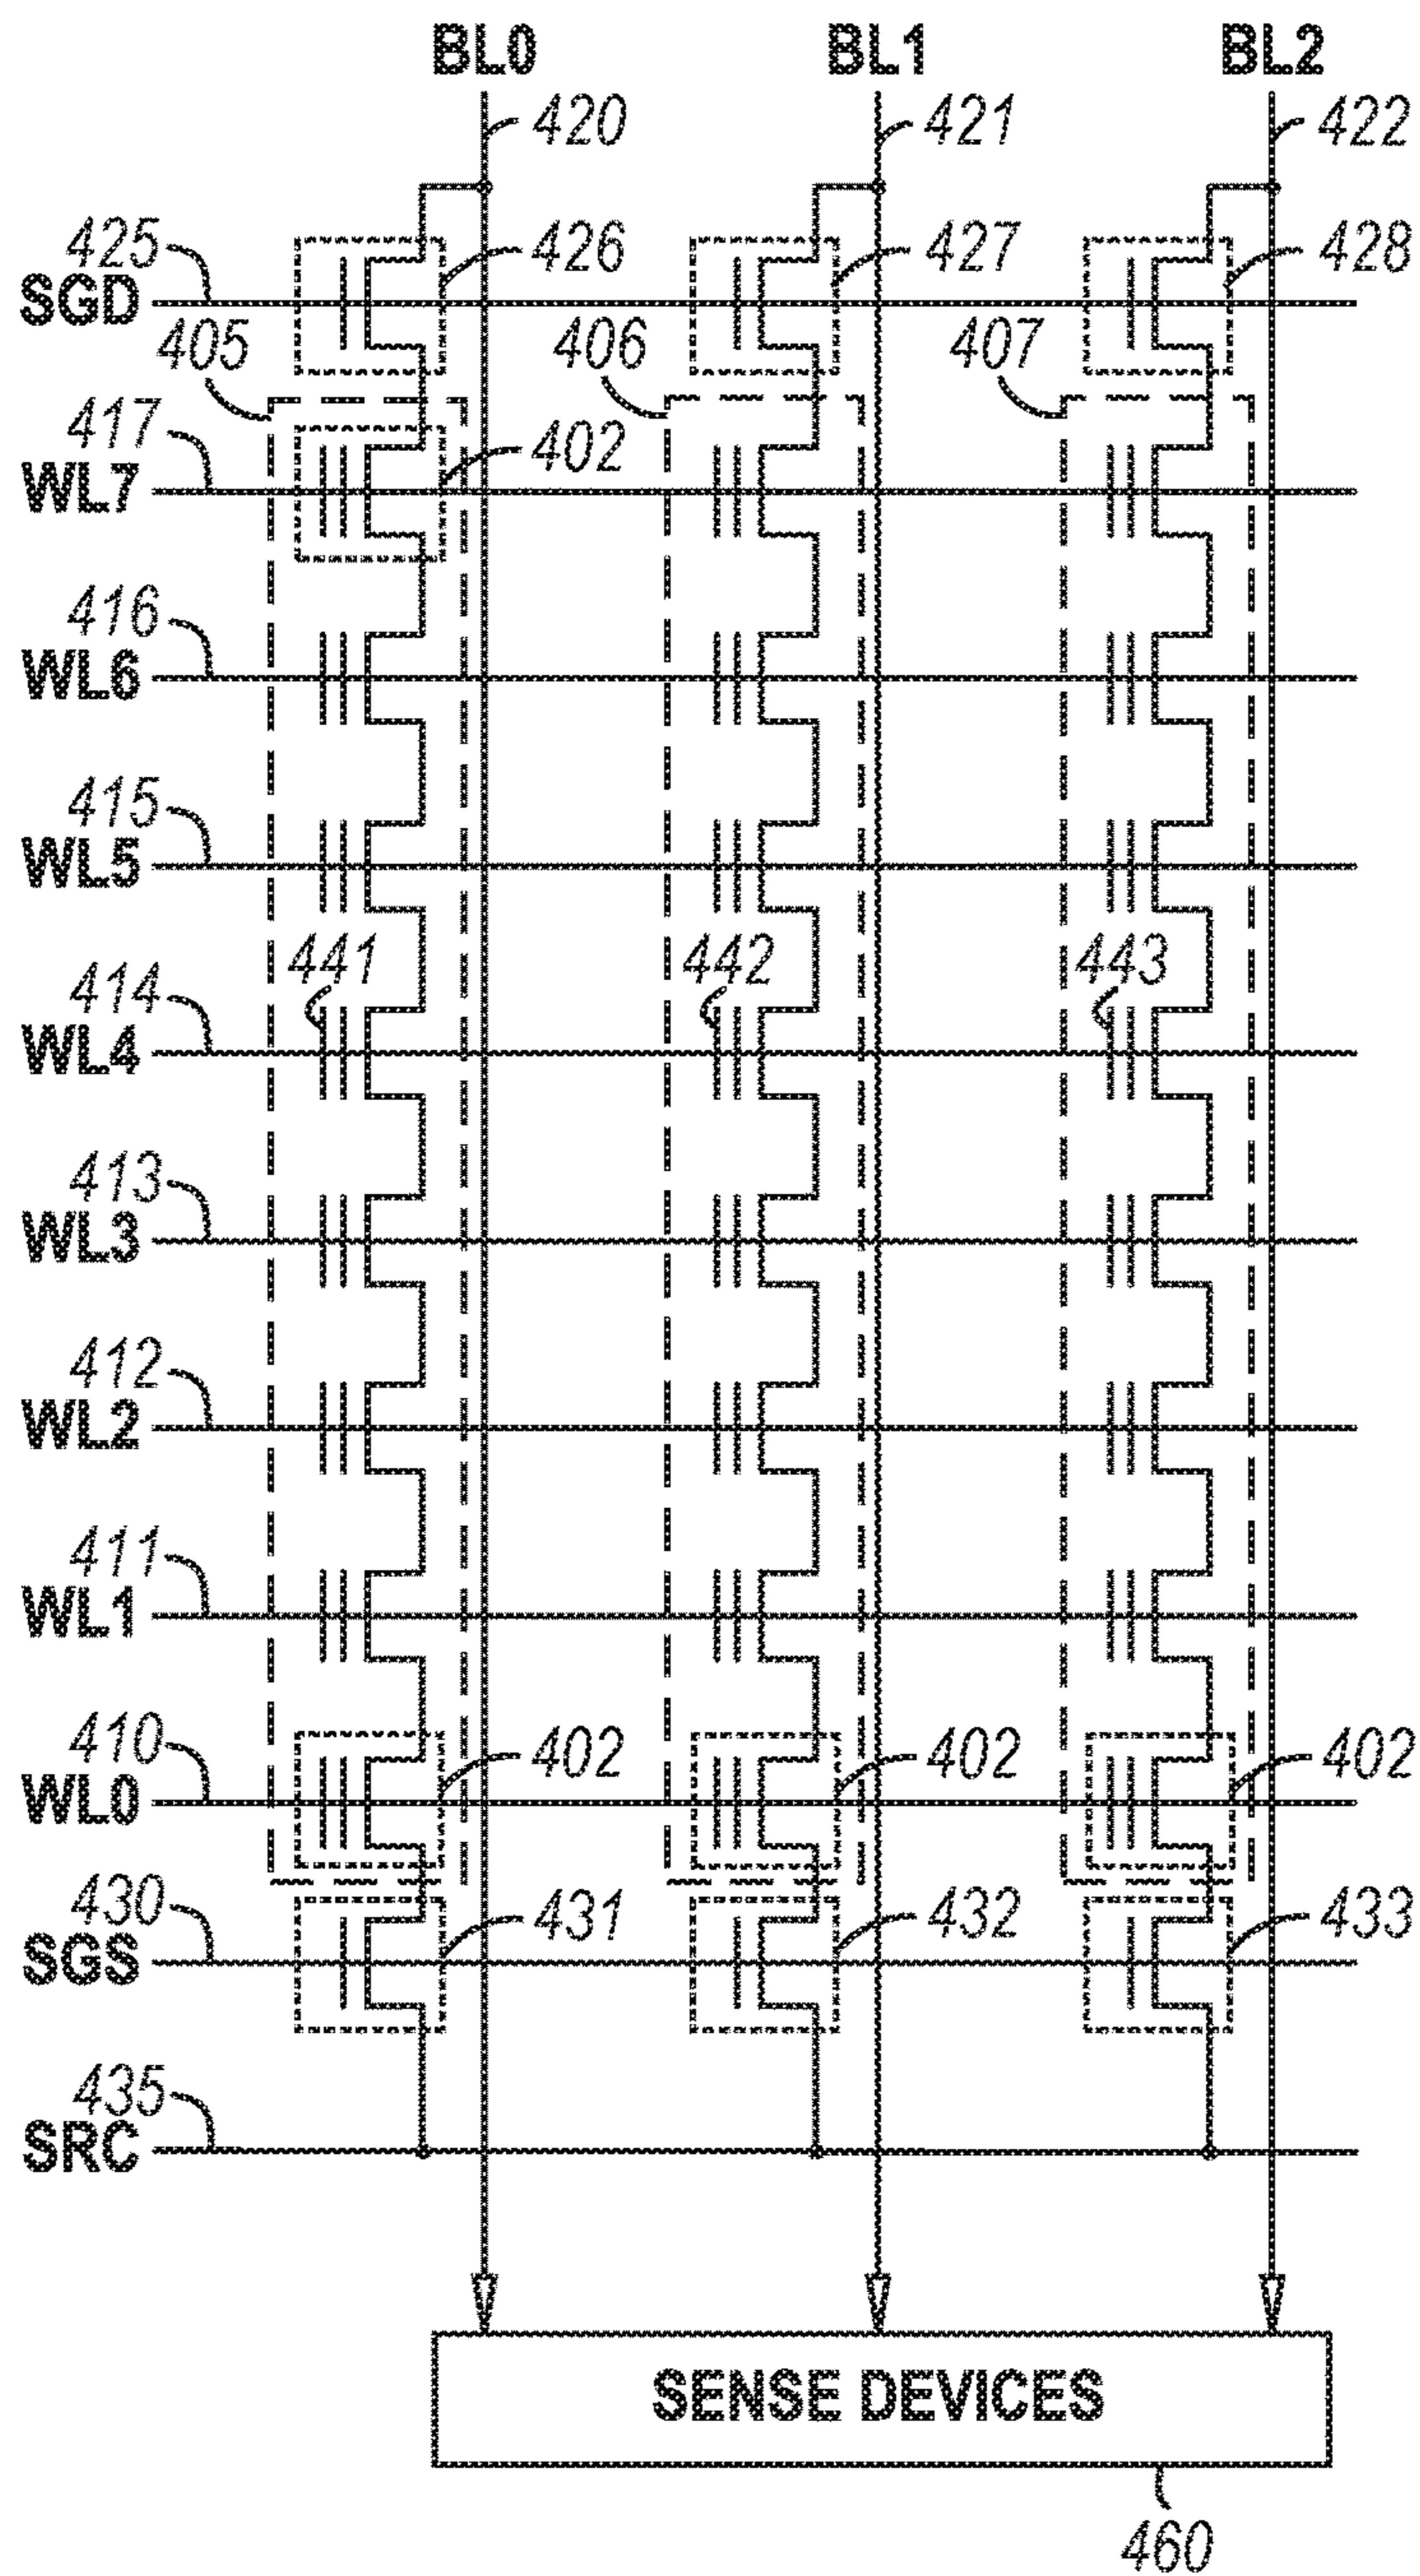 BL0 BL1 BL2
420 421 422
425 426 427 428
SGD
405 406 407
417 402
WL7
416
WL6
415
WL5
441 442 443
414
WL4
413
WL3
412
WL2
411
WL1
410 402 402 402
WL0
430 431 432 433
SGS
435
SRC
SENSE DEVICES
460